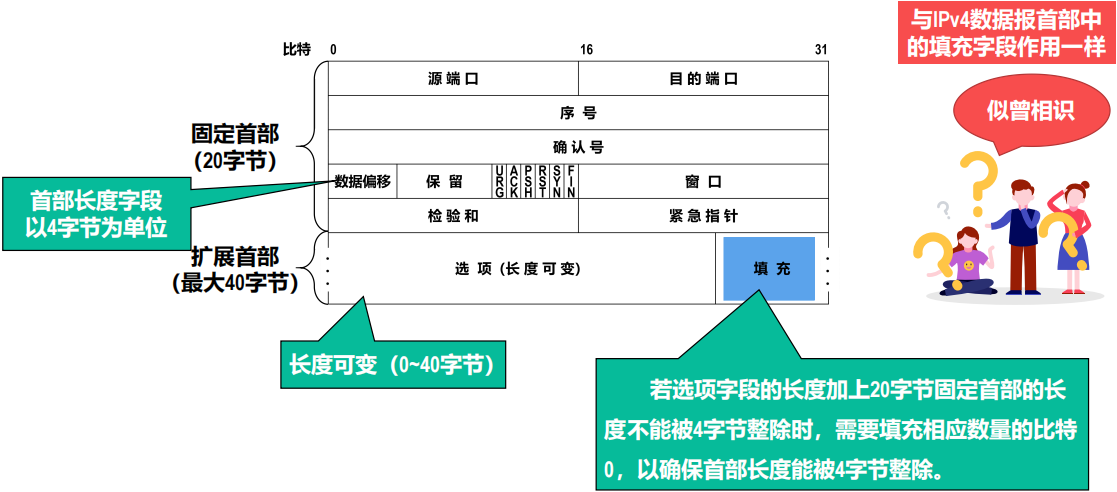 与IPv4数据报首部中
的填充字段作用一样
似曾相识
比特 0 16 31
源端口 目的端口
序号
确认号
固定首部
（20字节）
数据偏移 保留 URG ACK PSH RST SYN FIN 窗口
首部长度字段
以4字节为单位
检验和 紧急指针
扩展首部
（最大40字节）
选项（长度可变） 填充
长度可变（0~40字节）
若选项字段的长度加上20字节固定首部的长
度不能被4字节整除时，需要填充相应数量的比特
0，以确保首部长度能被4字节整除。